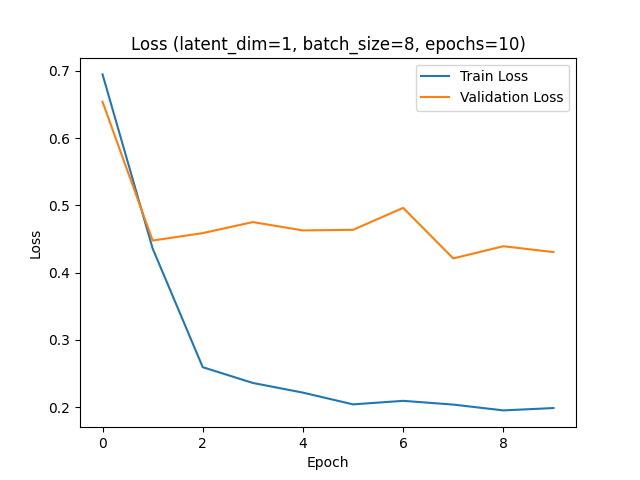 Loss (latent_dim=1, batch_size=8, epochs=10)
Train Loss
Validation Loss
0.7
0.6
0.5
0.4
0.3
0.2
Loss
0
2
4
6
8
Epoch